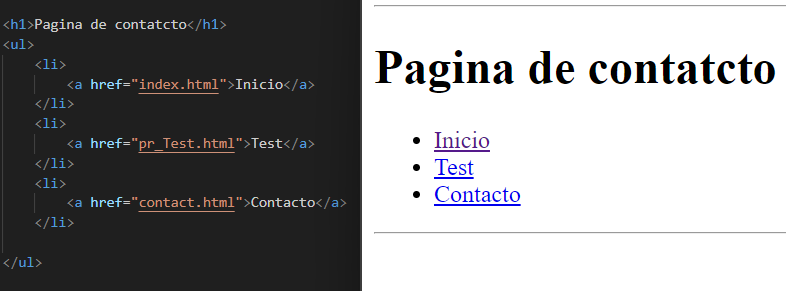 <h1>Pagina de contatcto</h1>
<ul>
<li>
<a href="index.html">Inicio</a>
</li>
<li>
<a href="pr_Test.html">Test</a>
</li>
<li>
<a href="contact.html">Contacto</a>
</li>
</ul>
Pagina de contatcto
Inicio
Test
Contacto